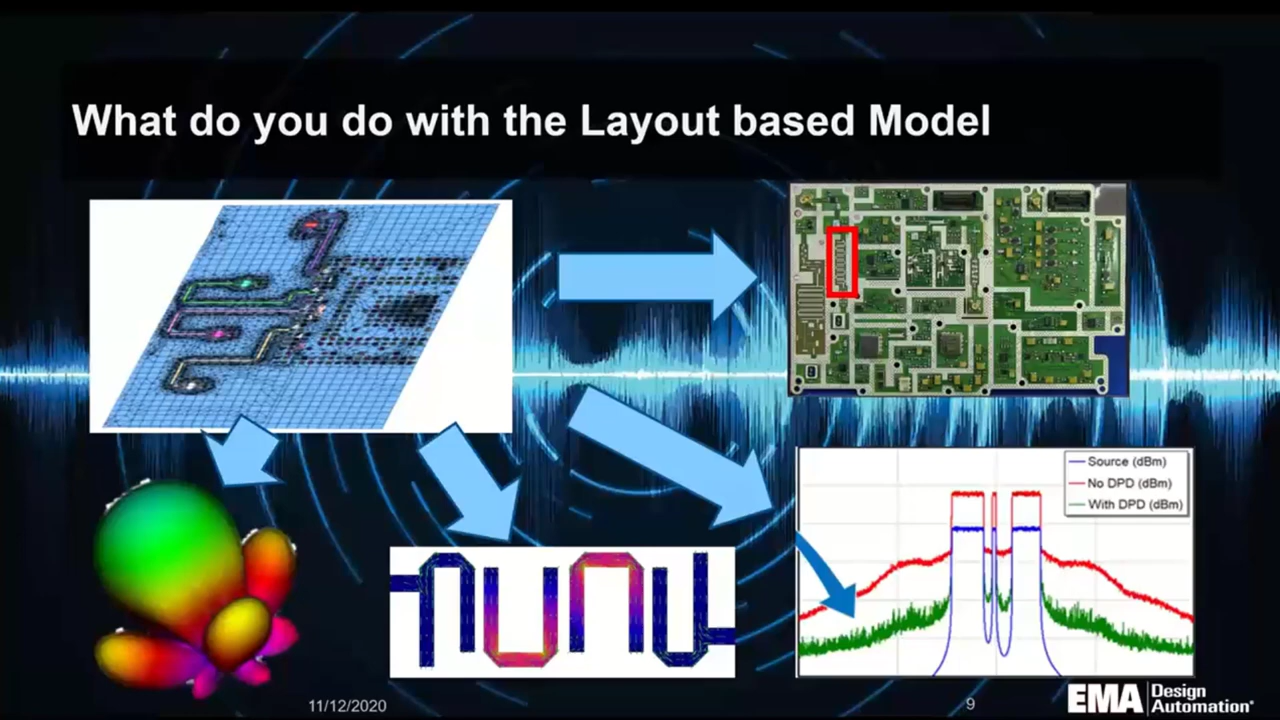 What do you do with the Layout based Model
Source (dBm)
No DPD (dBm)
With DPD (dBm)
11/12/2020
9
EMA Design
Automation